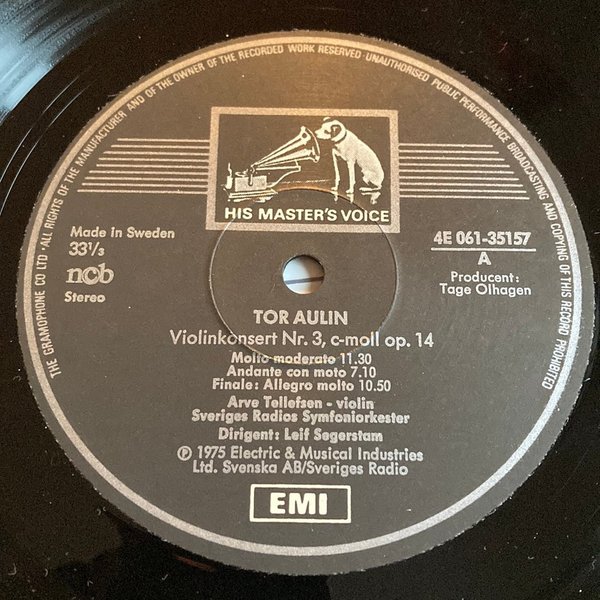 THE GRAMOPHONE CO LTD · ALL RIGHTS OF THE MANUFACTURER AND OF THE OWNER OF THE RECORDED WORK RESERVED · UNAUTHORISED PUBLIC PERFORMANCE BROADCASTING AND COPYING OF THIS RECORD PROHIBITED
HIS MASTER'S VOICE
Made in Sweden
33⅓
ncb
Stereo
4E 061-35157
A
Producent:
Tage Olhagen
TOR AULIN
Violinkonsert Nr. 3, c-moll op. 14
Molto moderato 11.30
Andante con moto 7.10
Finale: Allegro molto 10.50
Arve Tellefsen - violin
Sveriges Radios Symfoniorkester
Dirigent: Leif Segerstam
℗ 1975 Electric & Musical Industries
Ltd. Svenska AB/Sveriges Radio
EMI